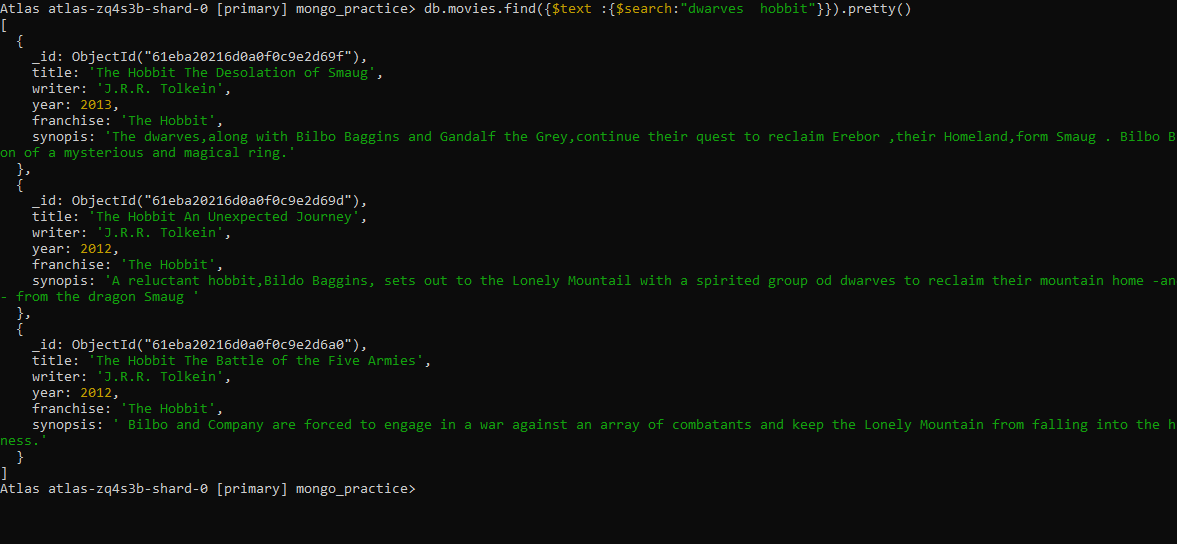 Atlas atlas-zq4s3b-shard-0 [primary] mongo_practice> db.movies.find({$text :{$search:"dwarves  hobbit"}}).pretty()
[
  {
    _id: ObjectId("61eba20216d0a0f0c9e2d69f"),
    title: 'The Hobbit The Desolation of Smaug',
    writer: 'J.R.R. Tolkein',
    year: 2013,
    franchise: 'The Hobbit',
    synopis: 'The dwarves,along with Bilbo Baggins and Gandalf the Grey,continue their quest to reclaim Erebor ,their Homeland,form Smaug . Bilbo B
on of a mysterious and magical ring.'
  },
  {
    _id: ObjectId("61eba20216d0a0f0c9e2d69d"),
    title: 'The Hobbit An Unexpected Journey',
    writer: 'J.R.R. Tolkein',
    year: 2012,
    franchise: 'The Hobbit',
    synopis: 'A reluctant hobbit,Bildo Baggins, sets out to the Lonely Mountail with a spirited group od dwarves to reclaim their mountain home -an
- from the dragon Smaug '
  },
  {
    _id: ObjectId("61eba20216d0a0f0c9e2d6a0"),
    title: 'The Hobbit The Battle of the Five Armies',
    writer: 'J.R.R. Tolkein',
    year: 2012,
    franchise: 'The Hobbit',
    synopsis: ' Bilbo and Company are forced to engage in a war against an array of combatants and keep the Lonely Mountain from falling into the h
ness.'
  }
]
Atlas atlas-zq4s3b-shard-0 [primary] mongo_practice>